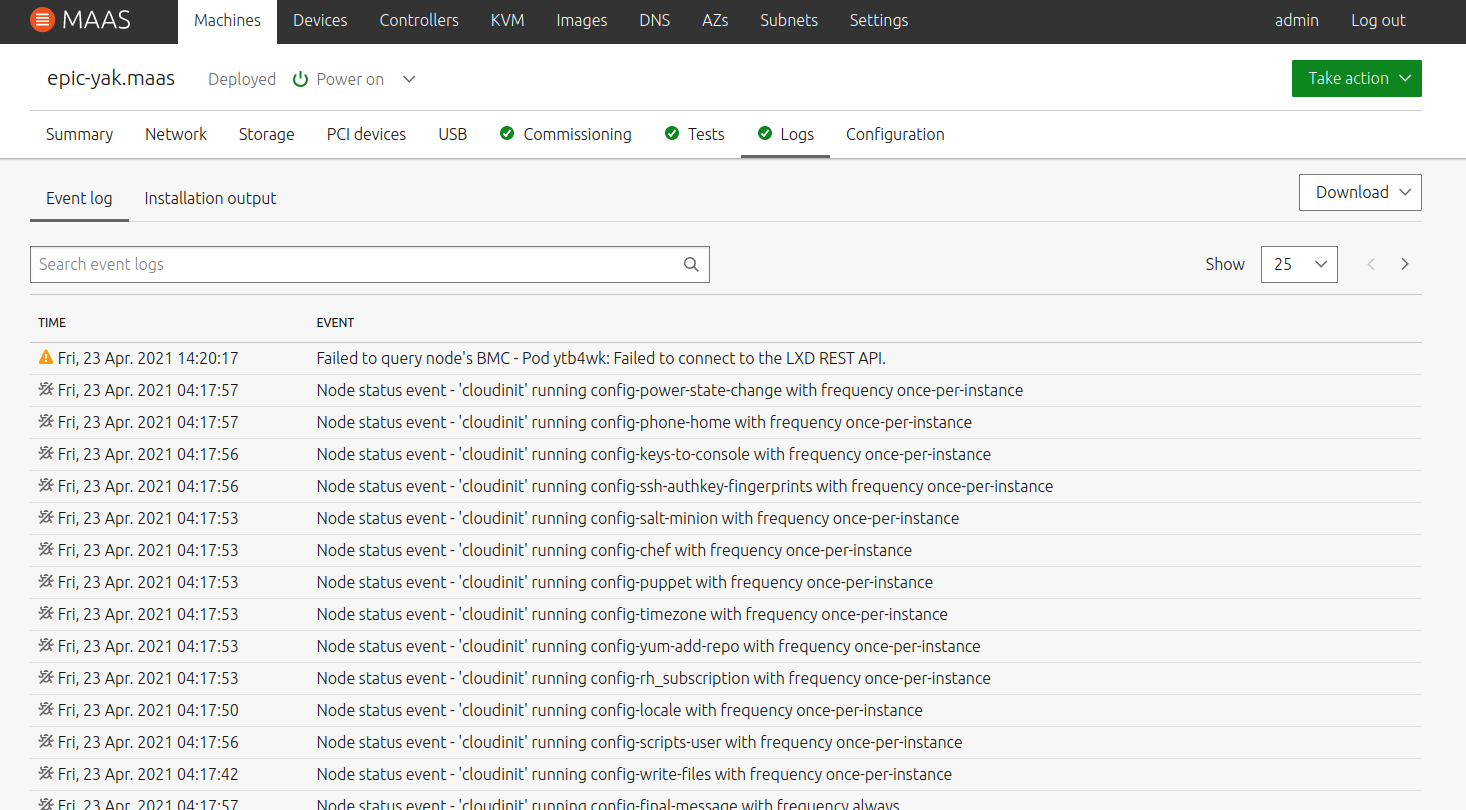 MAAS Machines Devices Controllers KVM Images DNS AZs Subnets Settings admin Log out
epic-yak.maas Deployed Power on Take action
Summary Network Storage PCI devices USB Commissioning Tests Logs Configuration
Event log Installation output Download
Search event logs Show 25
TIME EVENT
Fri, 23 Apr. 2021 14:20:17 Failed to query node's BMC - Pod ytb4wk: Failed to connect to the LXD REST API.
Fri, 23 Apr. 2021 04:17:57 Node status event - 'cloudinit' running config-power-state-change with frequency once-per-instance
Fri, 23 Apr. 2021 04:17:57 Node status event - 'cloudinit' running config-phone-home with frequency once-per-instance
Fri, 23 Apr. 2021 04:17:56 Node status event - 'cloudinit' running config-keys-to-console with frequency once-per-instance
Fri, 23 Apr. 2021 04:17:56 Node status event - 'cloudinit' running config-ssh-authkey-fingerprints with frequency once-per-instance
Fri, 23 Apr. 2021 04:17:53 Node status event - 'cloudinit' running config-salt-minion with frequency once-per-instance
Fri, 23 Apr. 2021 04:17:53 Node status event - 'cloudinit' running config-chef with frequency once-per-instance
Fri, 23 Apr. 2021 04:17:53 Node status event - 'cloudinit' running config-puppet with frequency once-per-instance
Fri, 23 Apr. 2021 04:17:53 Node status event - 'cloudinit' running config-timezone with frequency once-per-instance
Fri, 23 Apr. 2021 04:17:53 Node status event - 'cloudinit' running config-yum-add-repo with frequency once-per-instance
Fri, 23 Apr. 2021 04:17:53 Node status event - 'cloudinit' running config-rh_subscription with frequency once-per-instance
Fri, 23 Apr. 2021 04:17:50 Node status event - 'cloudinit' running config-locale with frequency once-per-instance
Fri, 23 Apr. 2021 04:17:56 Node status event - 'cloudinit' running config-scripts-user with frequency once-per-instance
Fri, 23 Apr. 2021 04:17:42 Node status event - 'cloudinit' running config-write-files with frequency once-per-instance
Fri, 23 Apr. 2021 04:17:57 Node status event - 'cloudinit' running config-final-message with frequency always